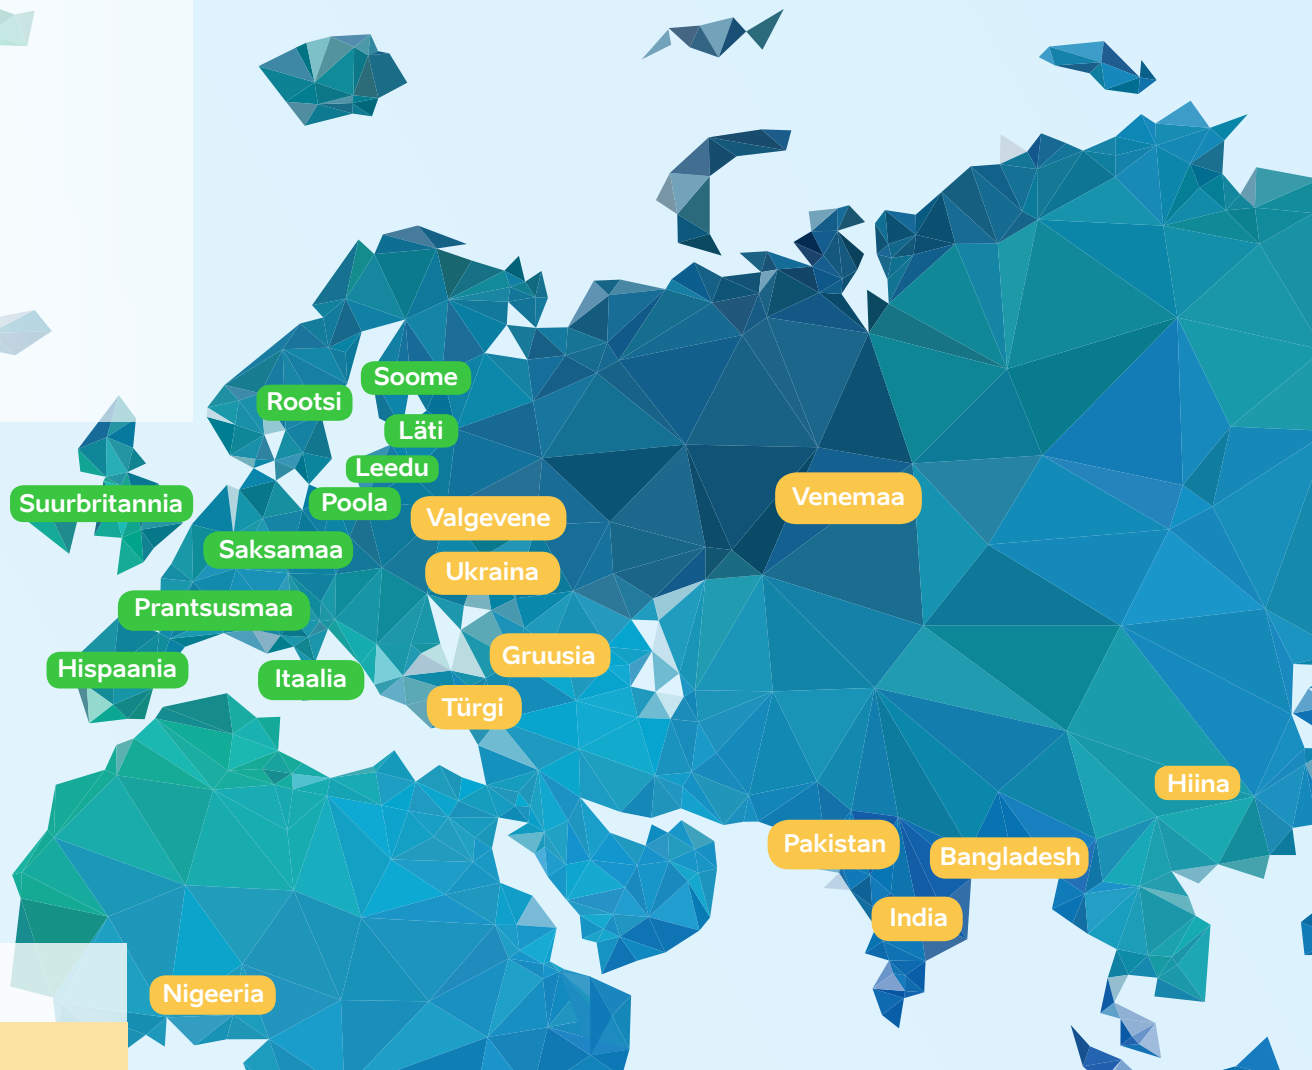 Soome
Rootsi
Läti
Leedu
Suurbritannia
Poola
Venemaa
Valgevene
Saksamaa
Ukraina
Prantsusmaa
Gruusia
Hispaania
Itaalia
Türgi
Hiina
Pakistan
Bangladesh
India
Nigeeria